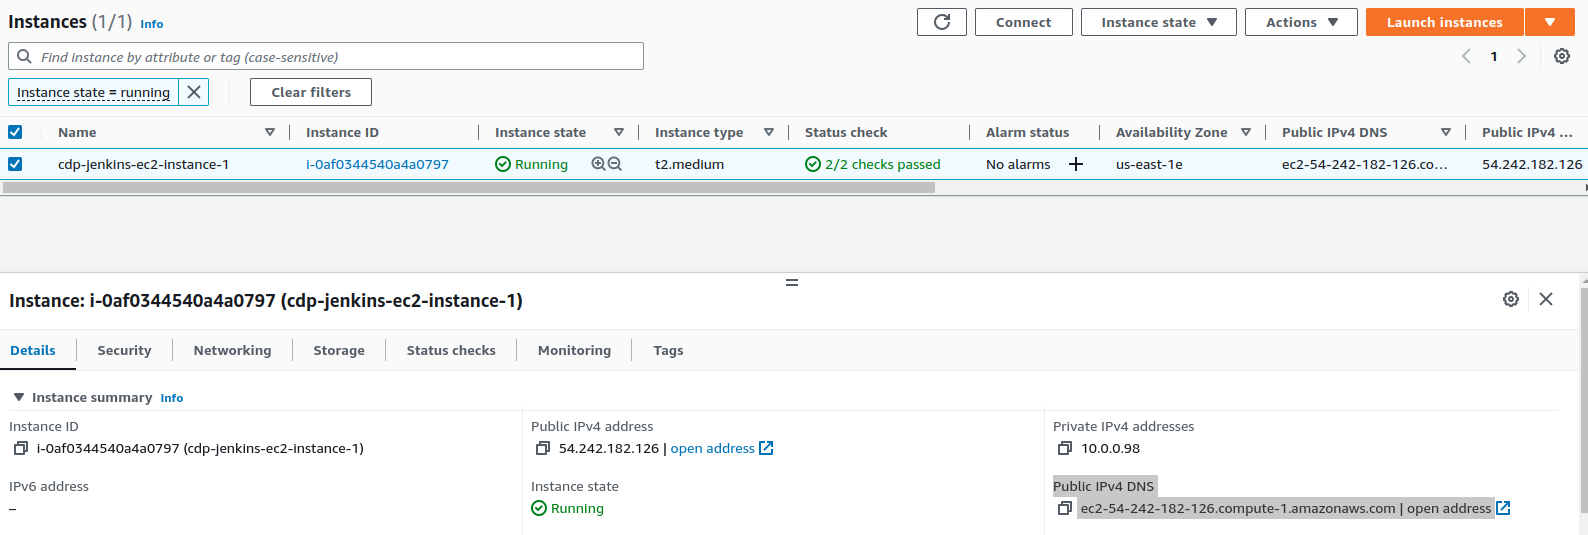 Instances (1/1) Info
Connect Instance state Actions Launch instances
Find instance by attribute or tag (case-sensitive)
1
Instance state = running Clear filters
Name Instance ID Instance state Instance type Status check Alarm status Availability Zone Public IPv4 DNS Public IPv4 ...
cdp-jenkins-ec2-instance-1 i-0af0344540a4a0797 Running t2.medium 2/2 checks passed No alarms + us-east-1e ec2-54-242-182-126.co... 54.242.182.126
Instance: i-0af0344540a4a0797 (cdp-jenkins-ec2-instance-1)
Details Security Networking Storage Status checks Monitoring Tags
Instance summary Info
Instance ID Public IPv4 address Private IPv4 addresses
i-0af0344540a4a0797 (cdp-jenkins-ec2-instance-1) 54.242.182.126 | open address 10.0.0.98
IPv6 address Instance state Public IPv4 DNS
– Running ec2-54-242-182-126.compute-1.amazonaws.com | open address